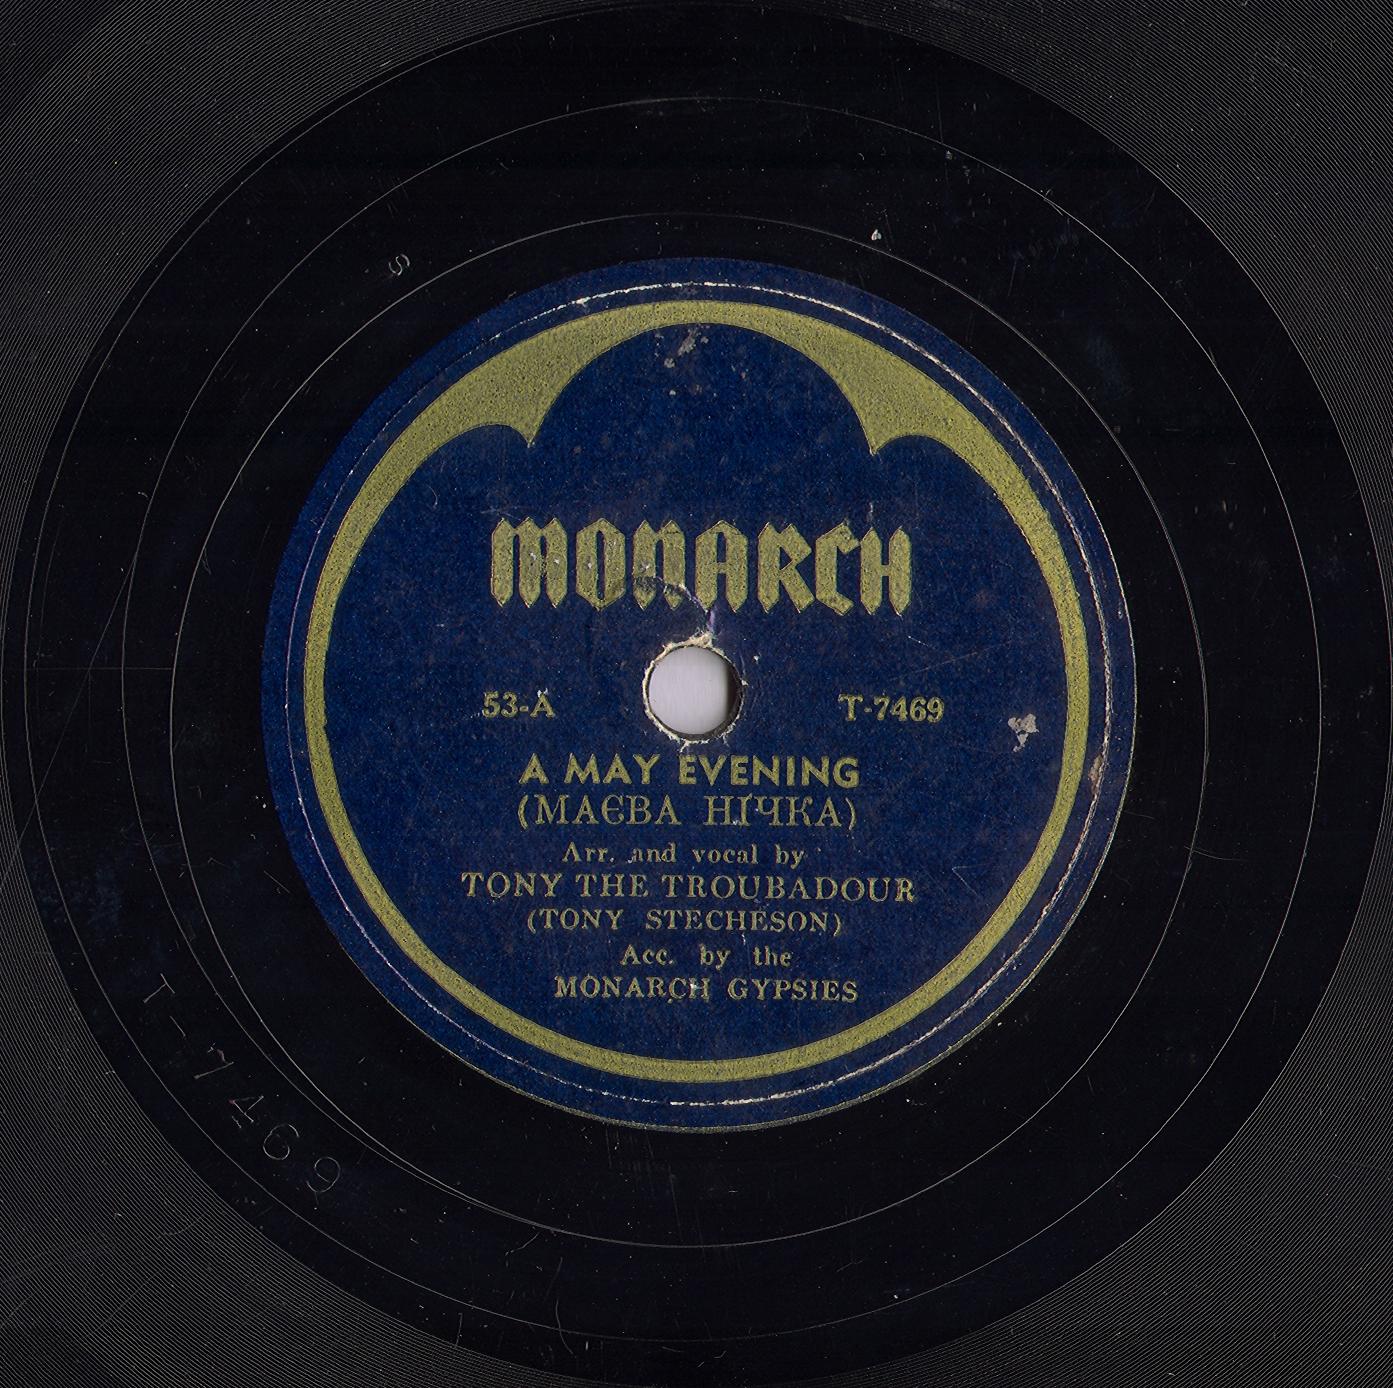 MONARCH
53-A T-7469
A MAY EVENING
(МАЄВА НІЧКА)
Arr. and vocal by
TONY THE TROUBADOUR
(TONY STECHESON)
Acc. by the
MONARCH GYPSIES
T-7469
S